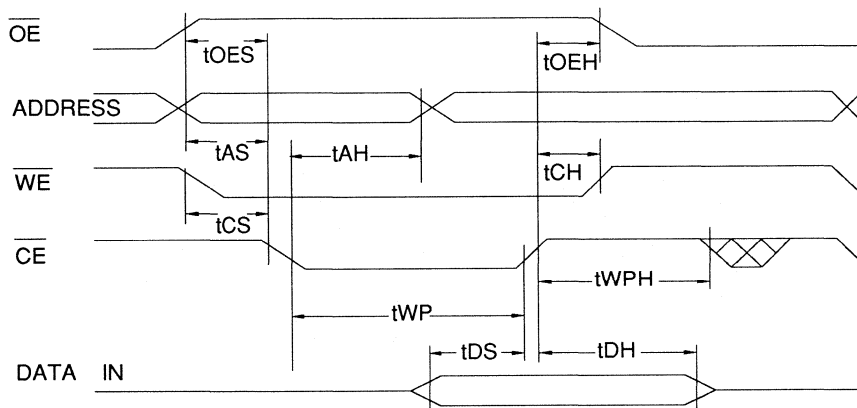 OE
tOES
tOEH
ADDRESS
tAS
tAH
tCH
WE
tCS
CE
tWPH
tWP
tDS
tDH
DATA IN